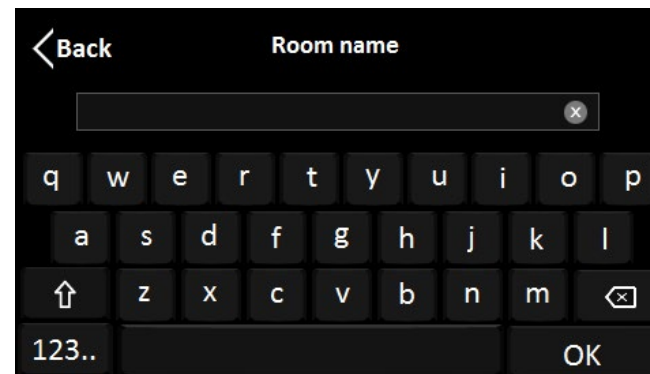 Back
Room name
q w e r t y u i o p
a s d f g h j k l
z x c v b n m
123..
OK